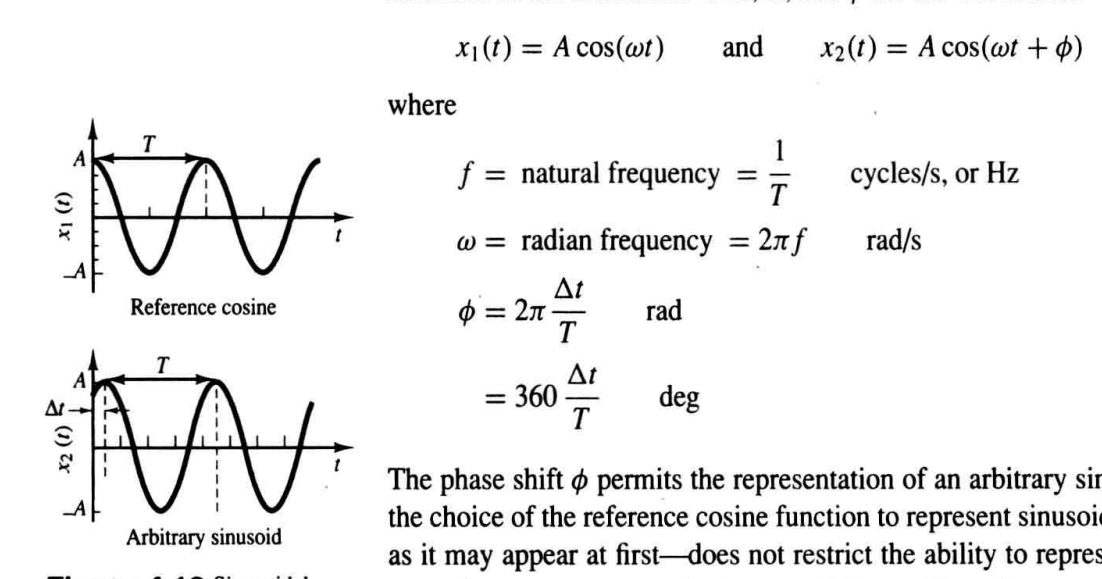 x₁(t) = A cos(ωt) and x₂(t) = A cos(ωt + ϕ)
where
f = natural frequency = 1/T cycles/s, or Hz
ω = radian frequency = 2πf rad/s
ϕ = 2π Δt/T rad
= 360 Δt/T deg
The phase shift ϕ permits the representation of an arbitrary sin
the choice of the reference cosine function to represent sinusoid
as it may appear at first—does not restrict the ability to repres
A
T
x₁(t)
t
–A
Reference cosine
A
T
Δt
x₂(t)
t
–A
Arbitrary sinusoid